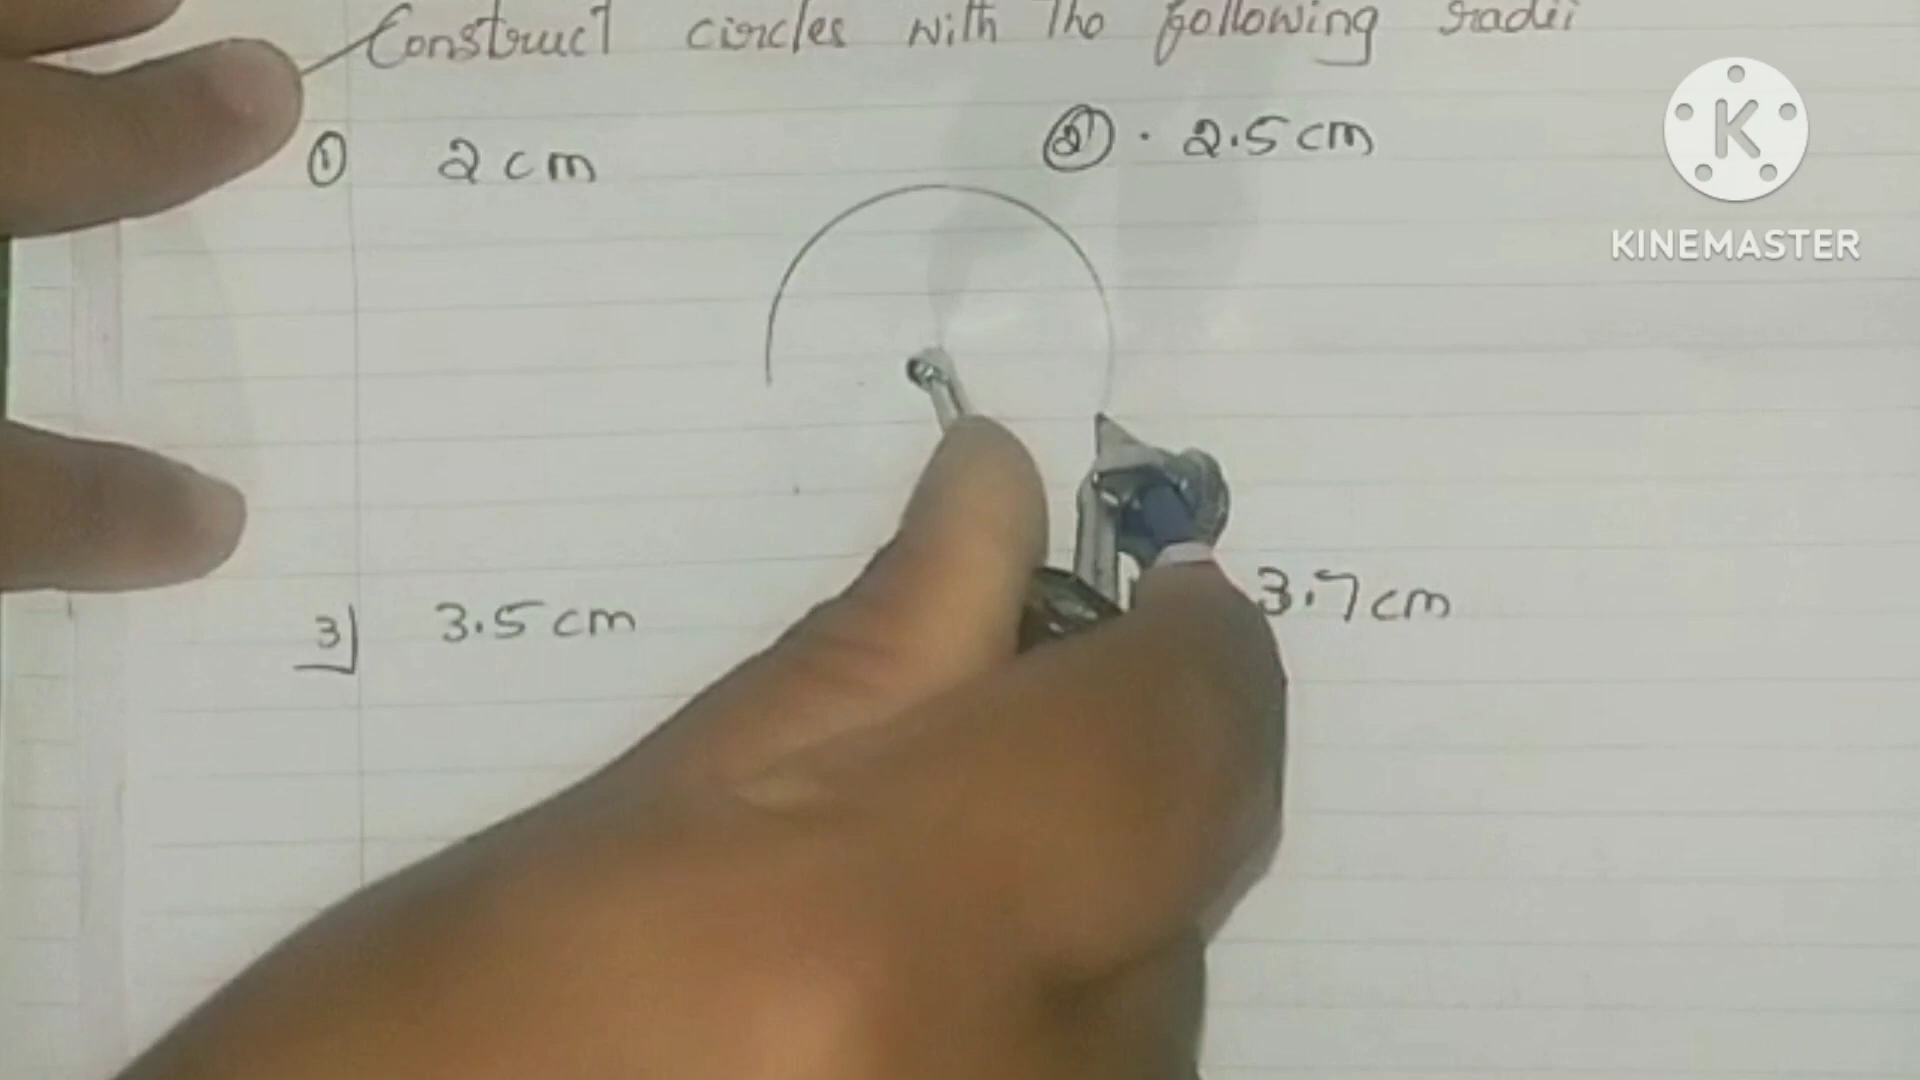 Construct circles with The following radii
① 2 cm
② . 2.5 cm
3) 3.5 cm
3.7 cm
K
KINEMASTER